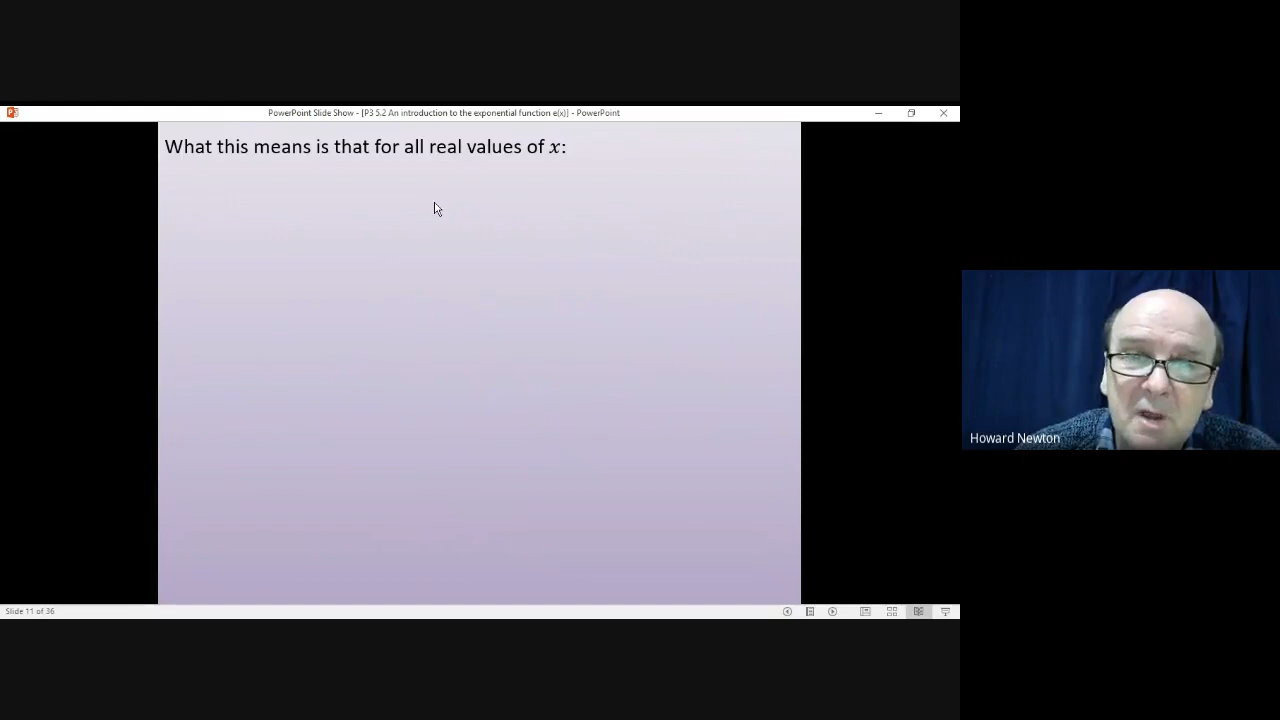 PowerPoint Slide Show - [P3 5.2 An introduction to the exponential function e(x)] - PowerPoint
What this means is that for all real values of x:
Howard Newton
Slide 11 of 36